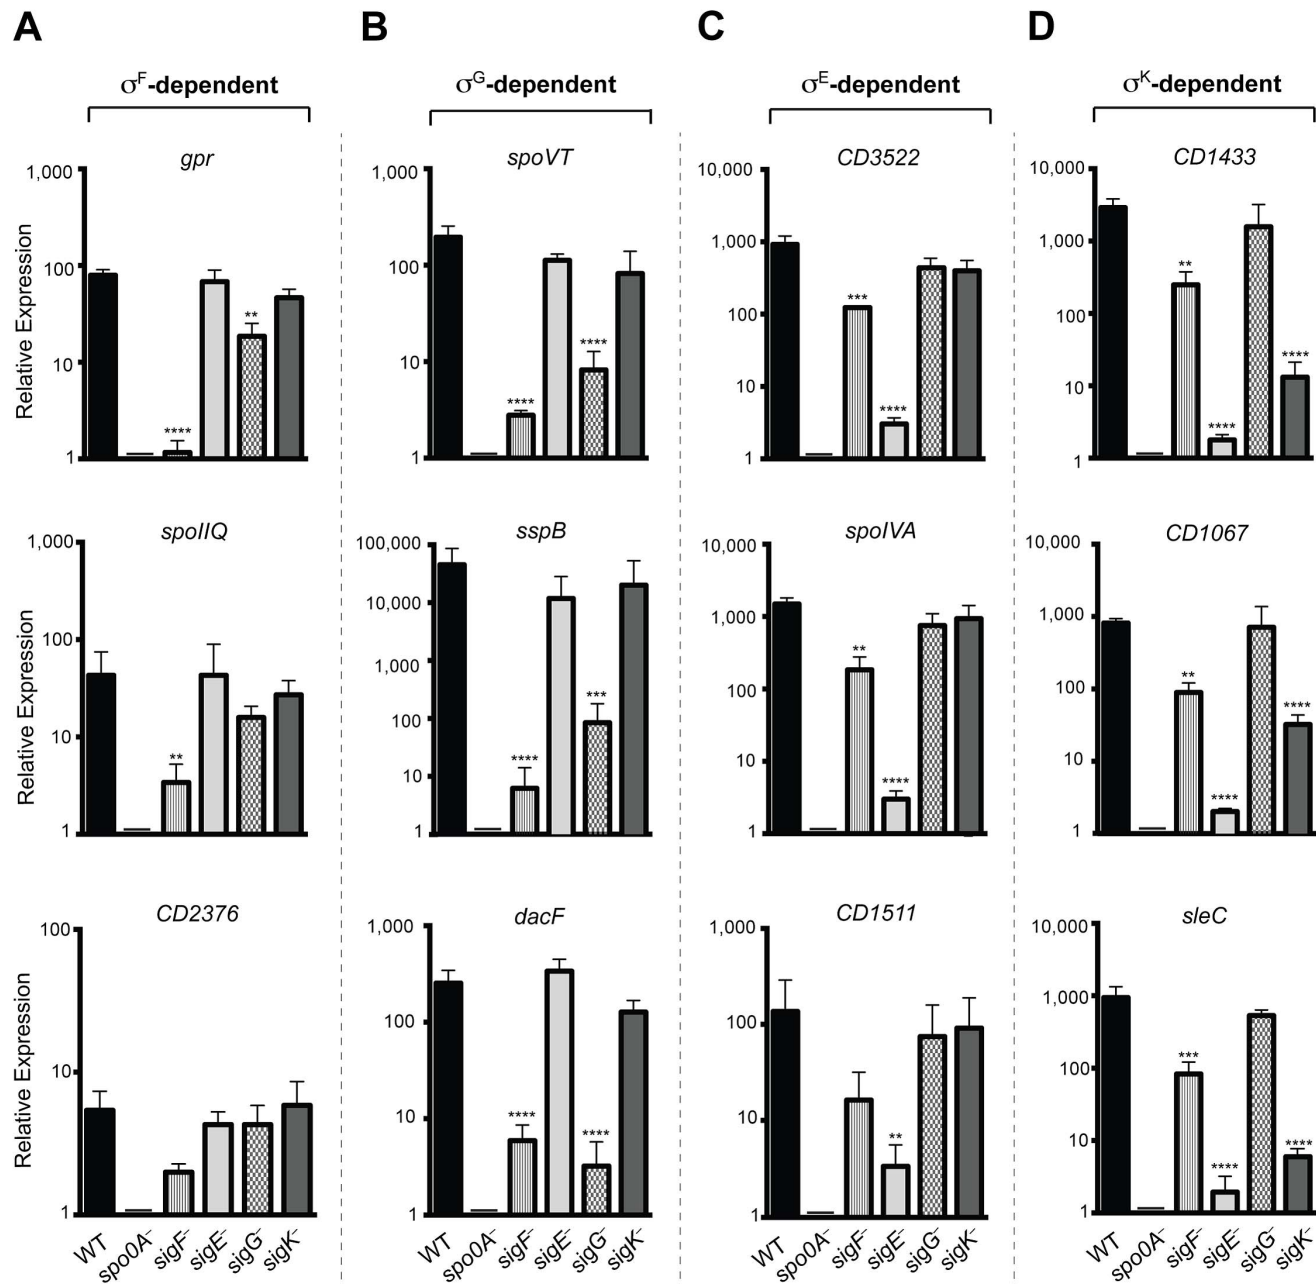 A
B
C
D
σF-dependent
σG-dependent
σE-dependent
σK-dependent
gpr
1,000
100
10
1
Relative Expression
**
****
spoVT
1,000
100
10
1
****
****
CD3522
10,000
1,000
100
10
1
***
****
CD1433
10,000
1,000
100
10
1
**
****
****
spoIIQ
1,000
100
10
1
Relative Expression
**
sspB
100,000
10,000
1,000
100
10
1
****
***
spoIVA
10,000
1,000
100
10
1
**
****
CD1067
10,000
1,000
100
10
1
**
****
****
CD2376
100
10
1
Relative Expression
WT spo0A– sigF– sigE– sigG– sigK–
dacF
1,000
100
10
1
****
****
WT spo0A– sigF– sigE– sigG– sigK–
CD1511
1,000
100
10
1
**
WT spo0A– sigF– sigE– sigG– sigK–
sleC
10,000
1,000
100
10
1
***
****
****
WT spo0A– sigF– sigE– sigG– sigK–